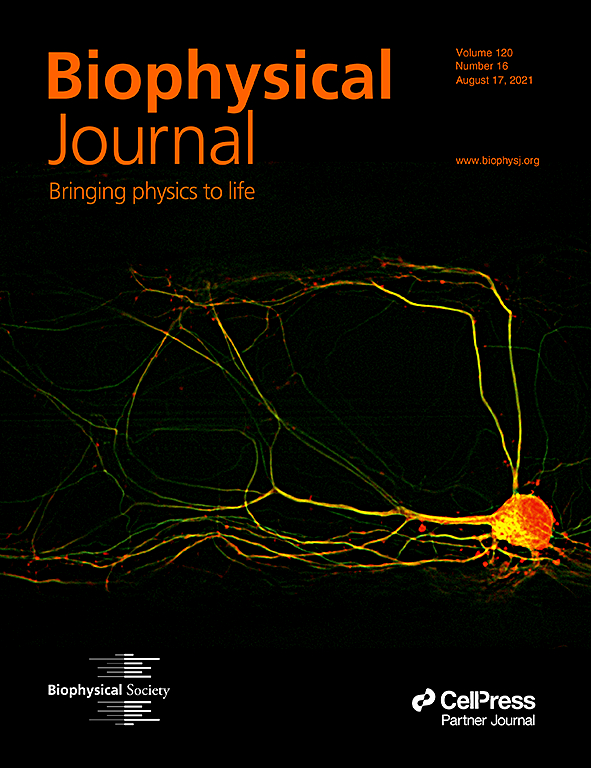 Biophysical
Journal
Bringing physics to life
Volume 120
Number 16
August 17, 2021
www.biophysj.org
Biophysical Society
CellPress
Partner Journal